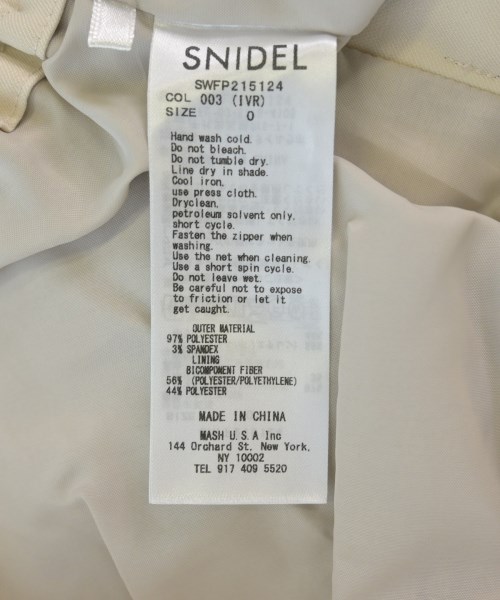 SNIDEL
SWFP215124
COL 003 (IVR)
SIZE 0
Hand wash cold.
Do not bleach.
Do not tumble dry.
Line dry in shade.
Cool iron,
use press cloth.
Dryclean,
petroleum solvent only,
short cycle.
Fasten the zipper when
washing.
Use the net when cleaning.
Use a short spin cycle.
Do not leave wet.
Be careful not to expose
to friction or let it
get caught.
OUTER MATERIAL
97% POLYESTER
3% SPANDEX
LINING
BICOMPONENT FIBER
56% (POLYESTER/POLYETHYLENE)
44% POLYESTER
MADE IN CHINA
MASH U.S.A Inc
144 Orchard St. New York,
NY 10002
TEL 917 409 5520